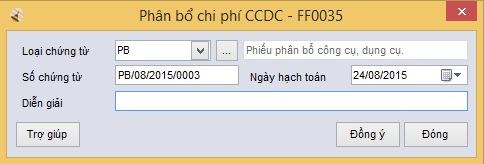 Phân bổ chi phí CCDC - FF0035
Loại chứng từ PB ... Phiếu phân bổ công cụ, dụng cụ.
Số chứng từ PB/08/2015/0003 Ngày hạch toán 24/08/2015
Diễn giải
Trợ giúp Đồng ý Đóng